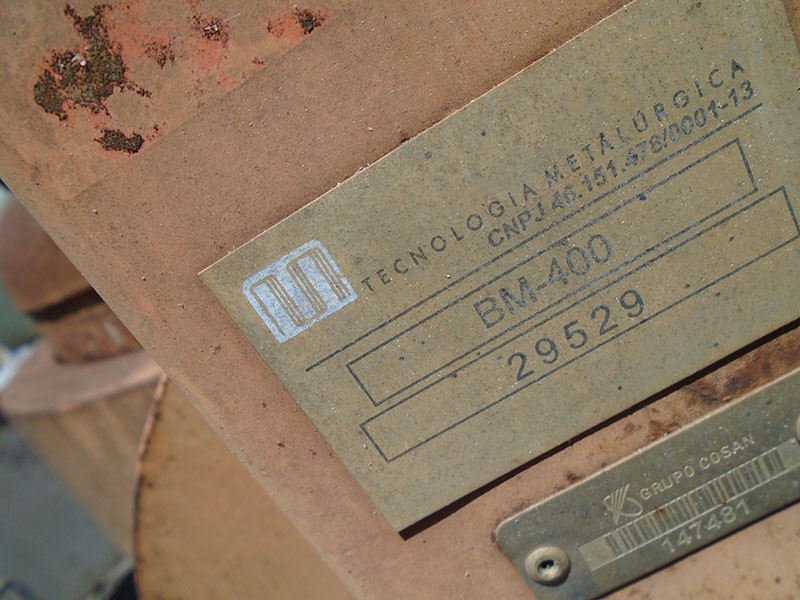 TECNOLOGIA METALÚRGICA
CNPJ 46.151.478/0001-13
BM-400
29529
GRUPO COSAN
147481